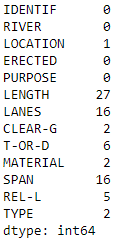 IDENTIF 0
RIVER 0
LOCATION 1
ERECTED 0
PURPOSE 0
LENGTH 27
LANES 16
CLEAR-G 2
T-OR-D 6
MATERIAL 2
SPAN 16
REL-L 5
TYPE 2
dtype: int64